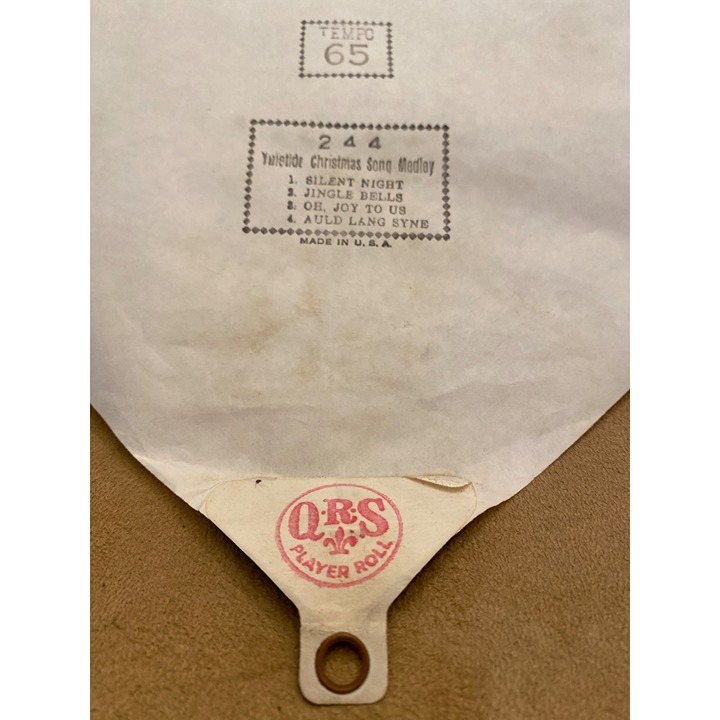 TEMPO
65
244
Yuletide Christmas Song Medley
1. SILENT NIGHT
2. JINGLE BELLS
3. OH, JOY TO US
4. AULD LANG SYNE
MADE IN U. S. A.
Q·R·S
PLAYER ROLL